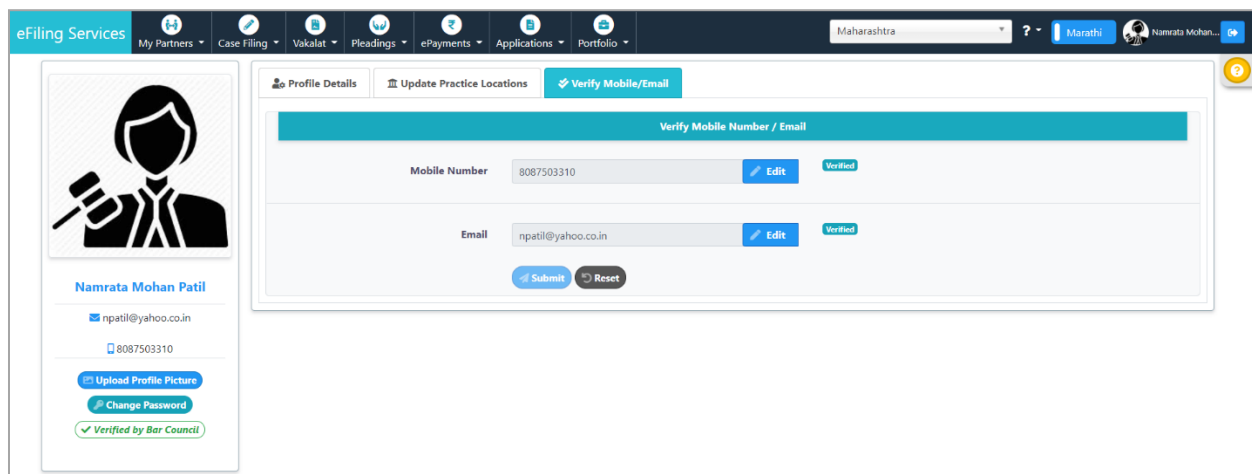 eFiling Services
My Partners
Case Filing
Vakalat
Pleadings
ePayments
Applications
Portfolio
Maharashtra
?
Marathi
Namrata Mohan...
?
Profile Details
Update Practice Locations
Verify Mobile/Email
Verify Mobile Number / Email
Mobile Number
8087503310
Edit
Verified
Email
npatil@yahoo.co.in
Edit
Verified
Submit
Reset
Namrata Mohan Patil
npatil@yahoo.co.in
8087503310
Upload Profile Picture
Change Password
Verified by Bar Council